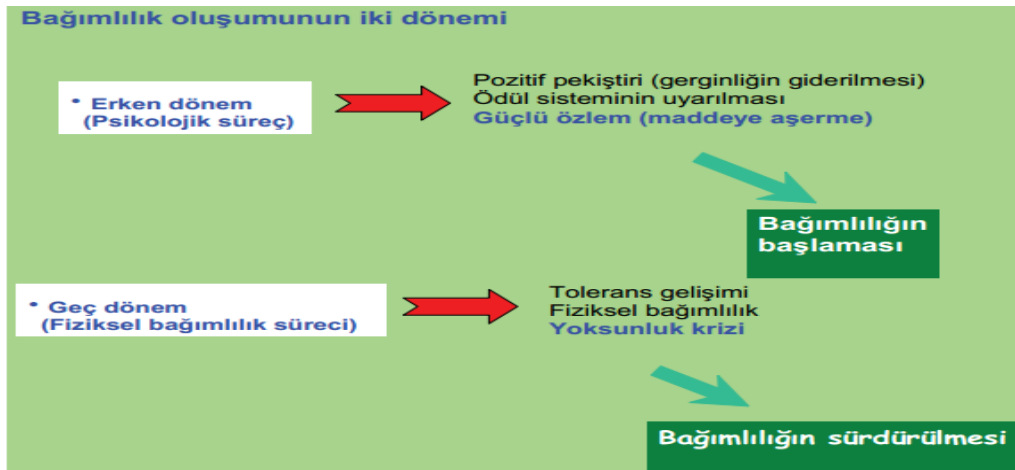 Bağımlılık oluşumunun iki dönemi
• Erken dönem
(Psikolojik süreç)
Pozitif pekiştiri (gerginliğin giderilmesi)
Ödül sisteminin uyarılması
Güçlü özlem (maddeye aşerme)
Bağımlılığın
başlaması
• Geç dönem
(Fiziksel bağımlılık süreci)
Tolerans gelişimi
Fiziksel bağımlılık
Yoksunluk krizi
Bağımlılığın sürdürülmesi